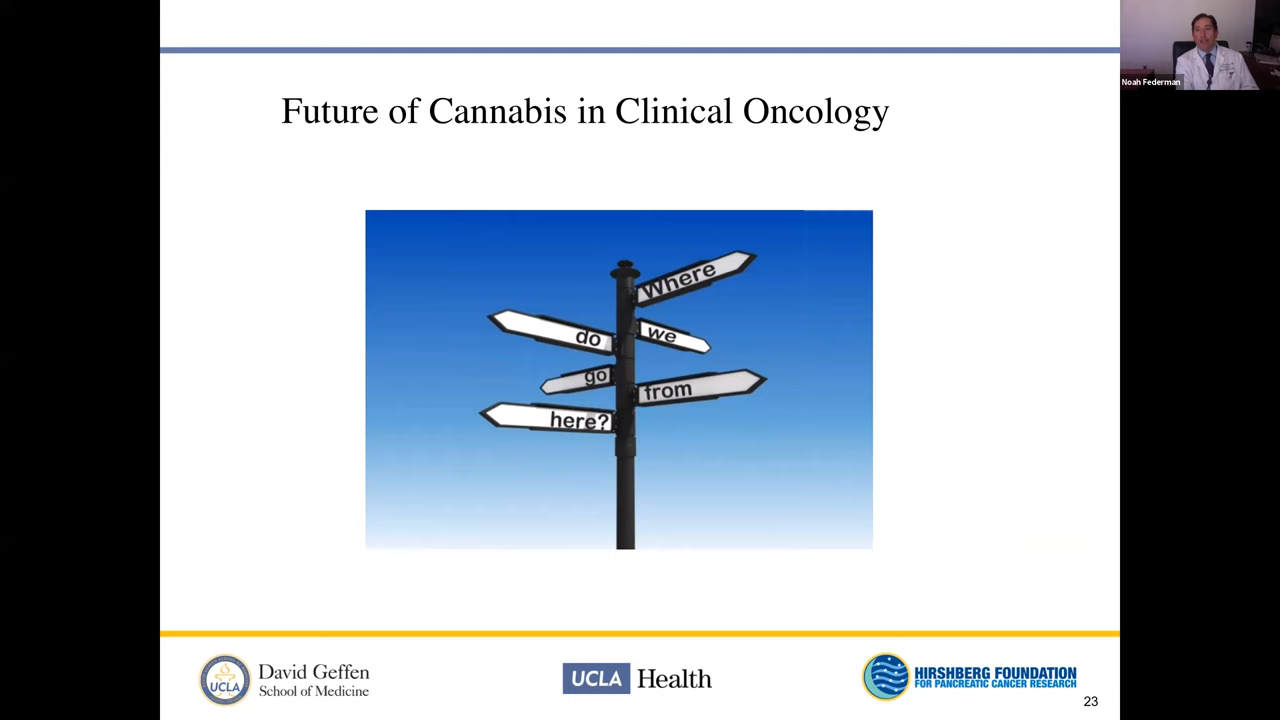 Noah Federman
Future of Cannabis in Clinical Oncology
Where
do
we
go
from
here?
UCLA
David Geffen
School of Medicine
UCLA Health
HIRSHBERG FOUNDATION
FOR PANCREATIC CANCER RESEARCH
23